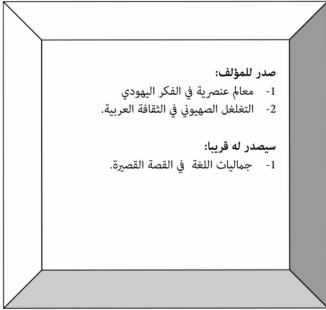 صدر للمؤلف:
1- معالم عنصرية في الفكر اليهودي
2- التغلغل الصهيوني في الثقافة العربية.
سيصدر له قريبا:
1- جماليات اللغة في القصة القصيرة.